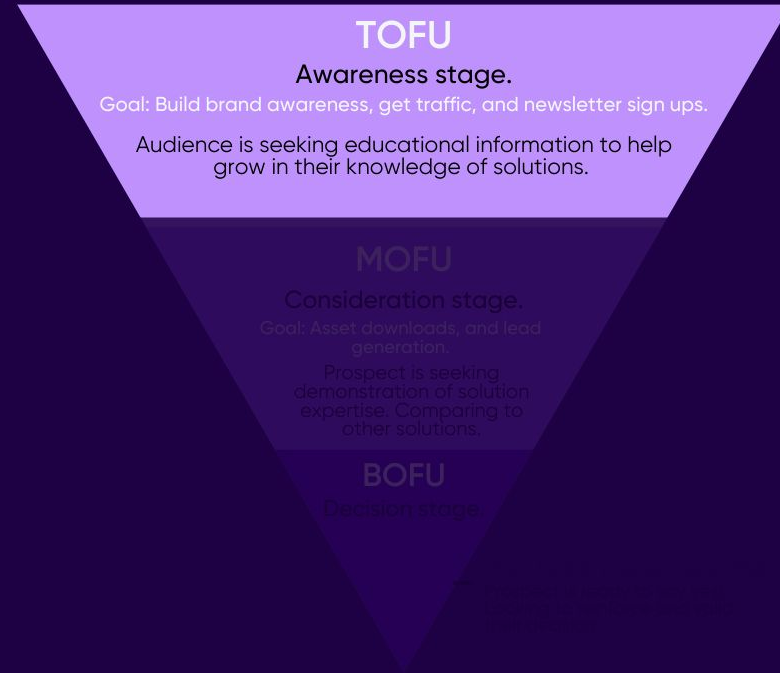 TOFU
Awareness stage.
Goal: Build brand awareness, get traffic, and newsletter sign ups.
Audience is seeking educational information to help
grow in their knowledge of solutions.
MOFU
Consideration stage.
Goal: Asset downloads, and lead
generation.
Prospect is seeking
demonstration of solution
expertise. Comparing to
other solutions.
BOFU
Decision stage.